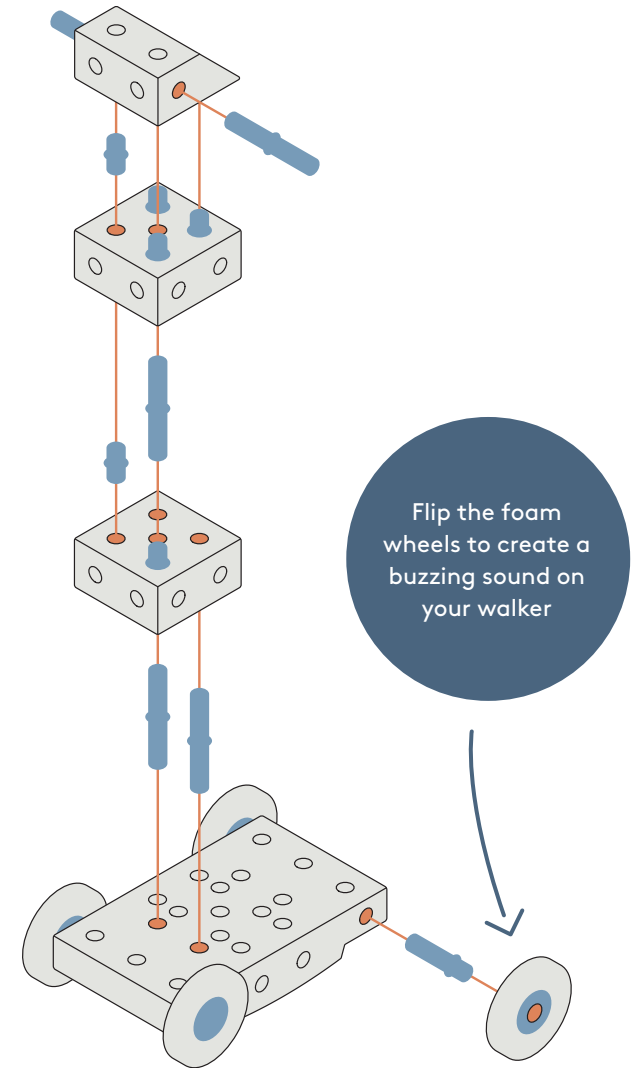 Flip the foam
wheels to create a
buzzing sound on
your walker